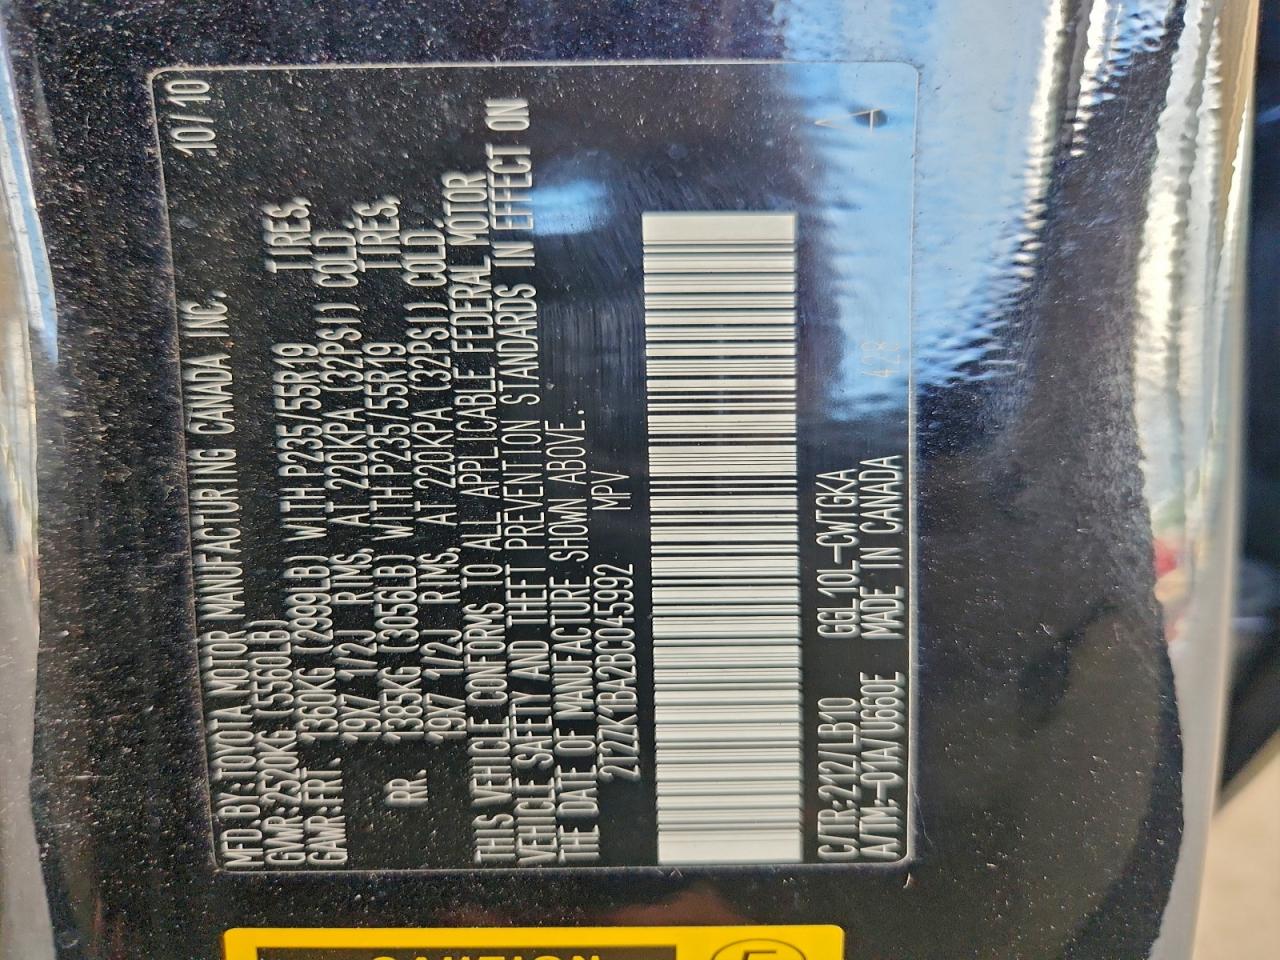 MFD. BY: TOYOTA MOTOR MANUFACTURING CANADA INC. 10/10
GVWR: 2520KG (5560LB)
GAWR: FRT. 1360KG (2999LB) WITH P235/55R19 TIRES,
19X7 1/2J RIMS, AT 220KPA (32PSI) COLD.
RR. 1385KG (3056LB) WITH P235/55R19 TIRES,
19X7 1/2J RIMS, AT 220KPA (32PSI) COLD.
THIS VEHICLE CONFORMS TO ALL APPLICABLE FEDERAL MOTOR
VEHICLE SAFETY AND THEFT PREVENTION STANDARDS IN EFFECT ON
THE DATE OF MANUFACTURE SHOWN ABOVE.
2T2ZK1BA2BC045992 MPV
C/TR: 212/LB10 GGL10L-CWTGKA
A/TM: -01A/U660E MADE IN CANADA 428
CAUTION